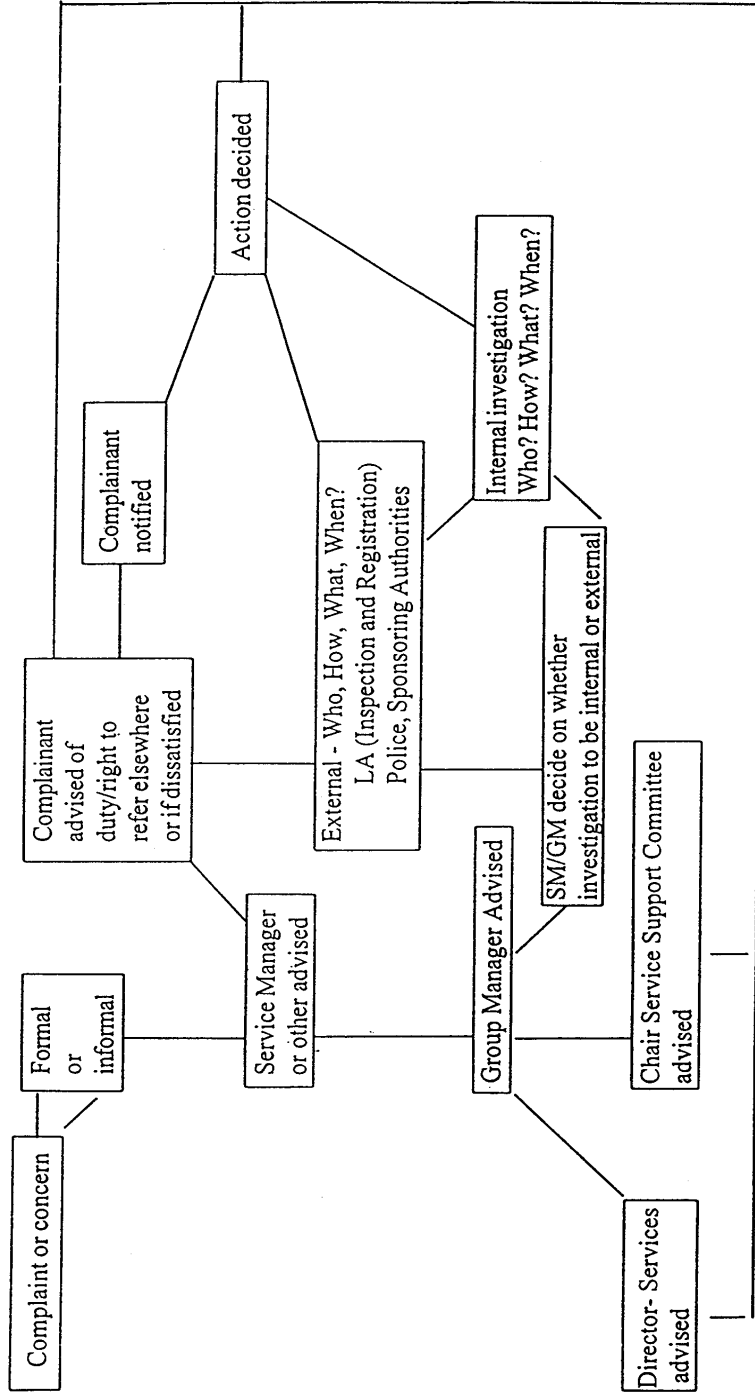 Complaint or concern
Formal
or
informal
Complainant
advised of
duty/right to
refer elsewhere
or if dissatisfied
Complainant
notified
Action decided
Service Manager
or other advised
External - Who, How, What, When?
LA (Inspection and Registration)
Police, Sponsoring Authorities
Internal investigation
Who? How? What? When?
Group Manager Advised
SM/GM decide on whether
investigation to be internal or external
Director- Services
advised
Chair Service Support Committee
advised